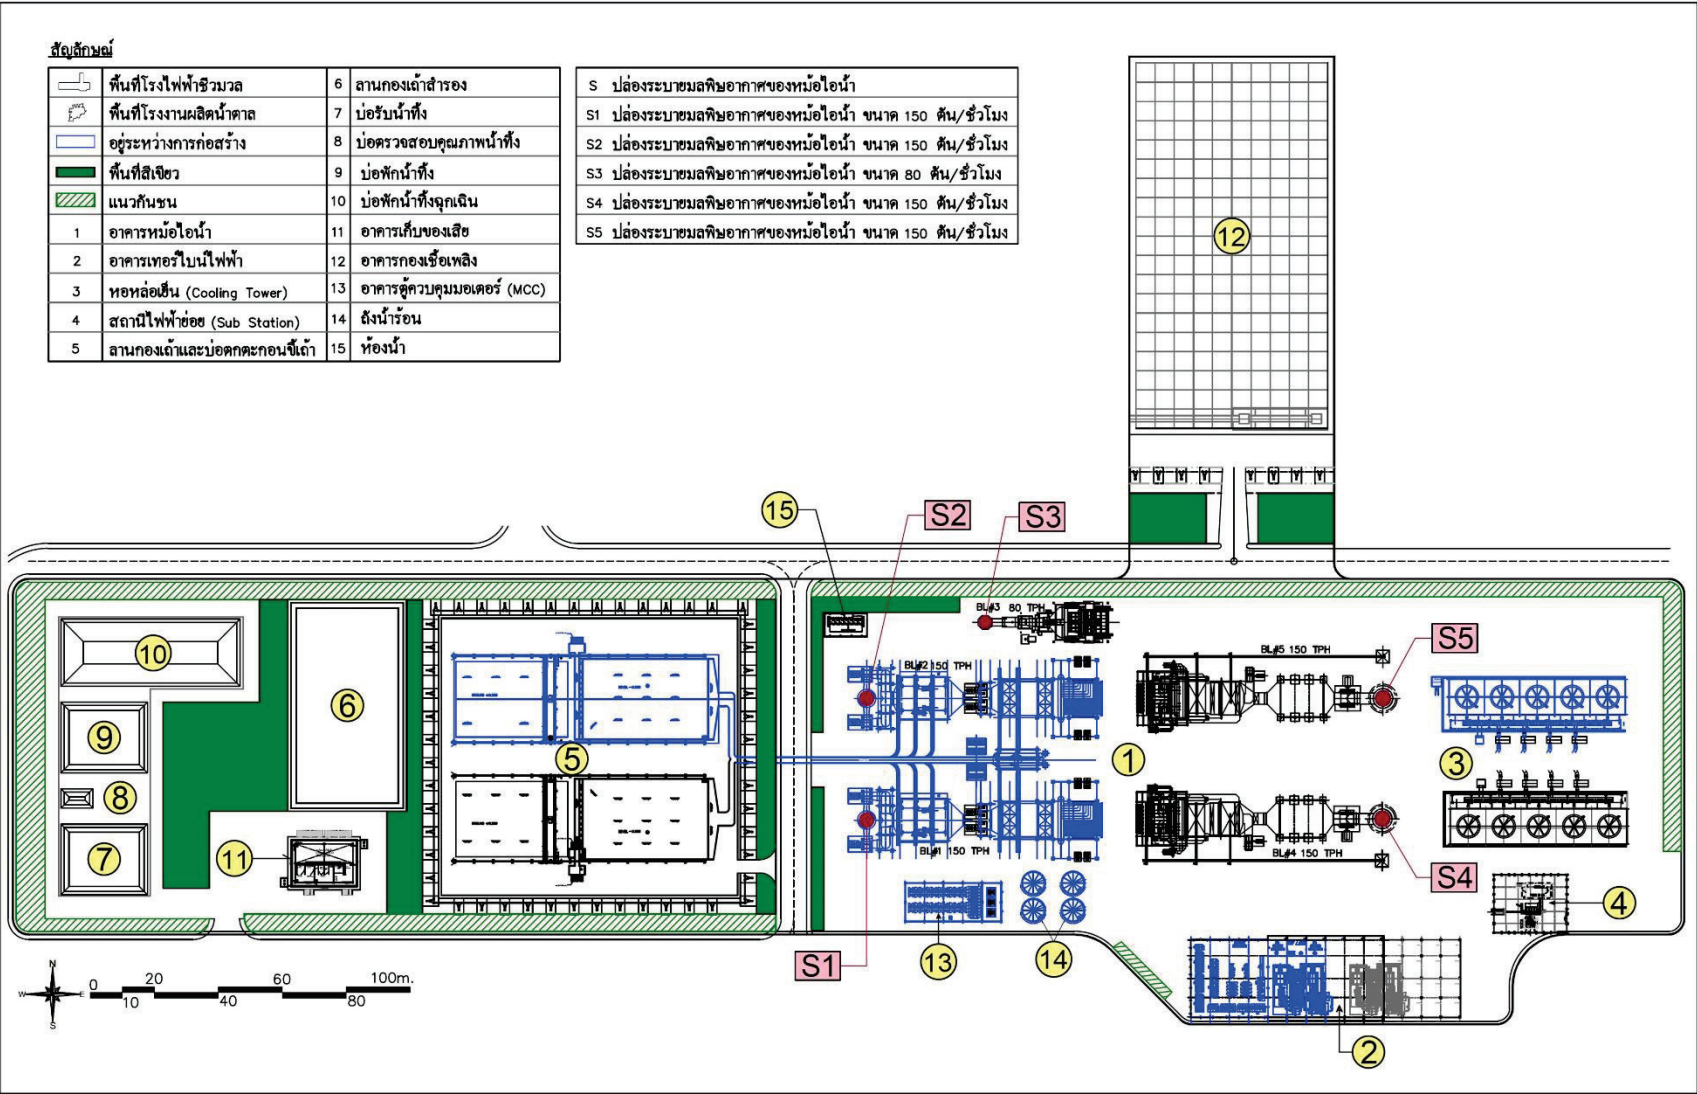 สัญลักษณ์
พื้นที่โรงไฟฟ้าชีวมวล
พื้นที่โรงงานผลิตน้ำตาล
อยู่ระหว่างการก่อสร้าง
พื้นที่สีเขียว
แนวกันชน
1 อาคารหม้อไอน้ำ
2 อาคารเทอร์ไบน์ไฟฟ้า
3 หอหล่อเย็น (Cooling Tower)
4 สถานีไฟฟ้าย่อย (Sub Station)
5 ลานกองเถ้าและบ่อตกตะกอนขี้เถ้า
6 ลานกองเถ้าสำรอง
7 บ่อรับน้ำทิ้ง
8 บ่อตรวจสอบคุณภาพน้ำทิ้ง
9 บ่อพักน้ำทิ้ง
10 บ่อพักน้ำทิ้งฉุกเฉิน
11 อาคารเก็บของเสีย
12 อาคารกองเชื้อเพลิง
13 อาคารตู้ควบคุมมอเตอร์ (MCC)
14 ถังน้ำร้อน
15 ห้องน้ำ
S ปล่องระบายมลพิษอากาศของหม้อไอน้ำ
S1 ปล่องระบายมลพิษอากาศของหม้อไอน้ำ ขนาด 150 ตัน/ชั่วโมง
S2 ปล่องระบายมลพิษอากาศของหม้อไอน้ำ ขนาด 150 ตัน/ชั่วโมง
S3 ปล่องระบายมลพิษอากาศของหม้อไอน้ำ ขนาด 80 ตัน/ชั่วโมง
S4 ปล่องระบายมลพิษอากาศของหม้อไอน้ำ ขนาด 150 ตัน/ชั่วโมง
S5 ปล่องระบายมลพิษอากาศของหม้อไอน้ำ ขนาด 150 ตัน/ชั่วโมง
12
15
S2
S3
BL#3 80 TPH
S5
BL#5 150 TPH
BL#2 150 TPH
10
6
9
5
1
3
8
7
11
BL#1 150 TPH
BL#4 150 TPH
S4
4
S1
13
14
2
N
W E
S
0 20 60 100m.
10 40 80